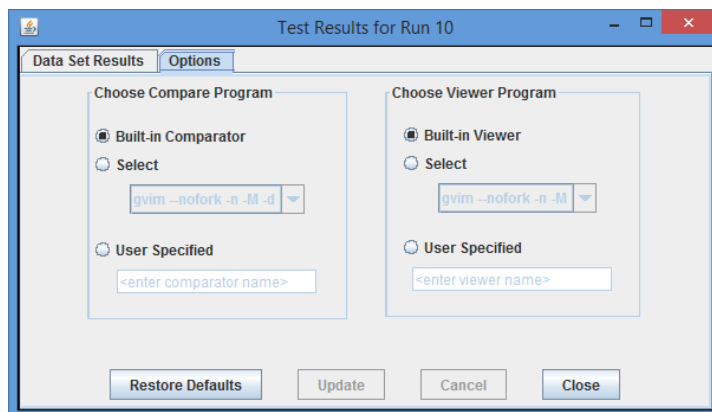 Test Results for Run 10
Data Set Results Options
Choose Compare Program
Built-in Comparator
Select
gvim --nofork -n -M -d
User Specified
<enter comparator name>
Choose Viewer Program
Built-in Viewer
Select
gvim --nofork -n -M
User Specified
<enter viewer name>
Restore Defaults Update Cancel Close